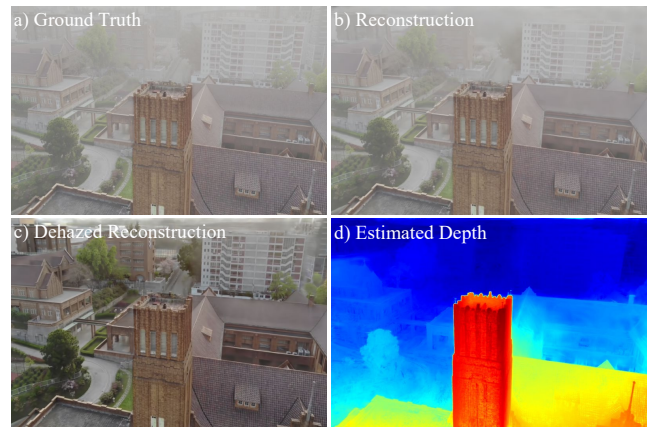 a) Ground Truth
b) Reconstruction
c) Dehazed Reconstruction
d) Estimated Depth